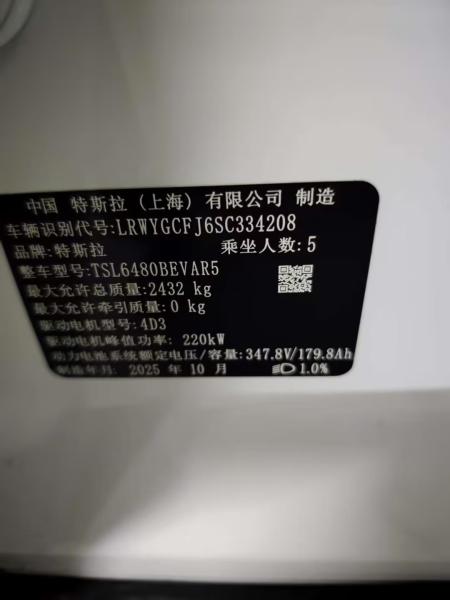 中国 特斯拉 (上海) 有限公司 制造
车辆识别代号:LRWYGCFJ6SC334208
品牌:特斯拉 乘坐人数:5
整车型号:TSL6480BEVAR5
最大允许总质量:2432 kg
最大允许牵引质量:0 kg
驱动电机型号:4D3
驱动电机峰值功率: 220kW
动力电池系统额定电压/容量:347.8V/179.8Ah
制造年月: 2025 年 10 月 1.0%